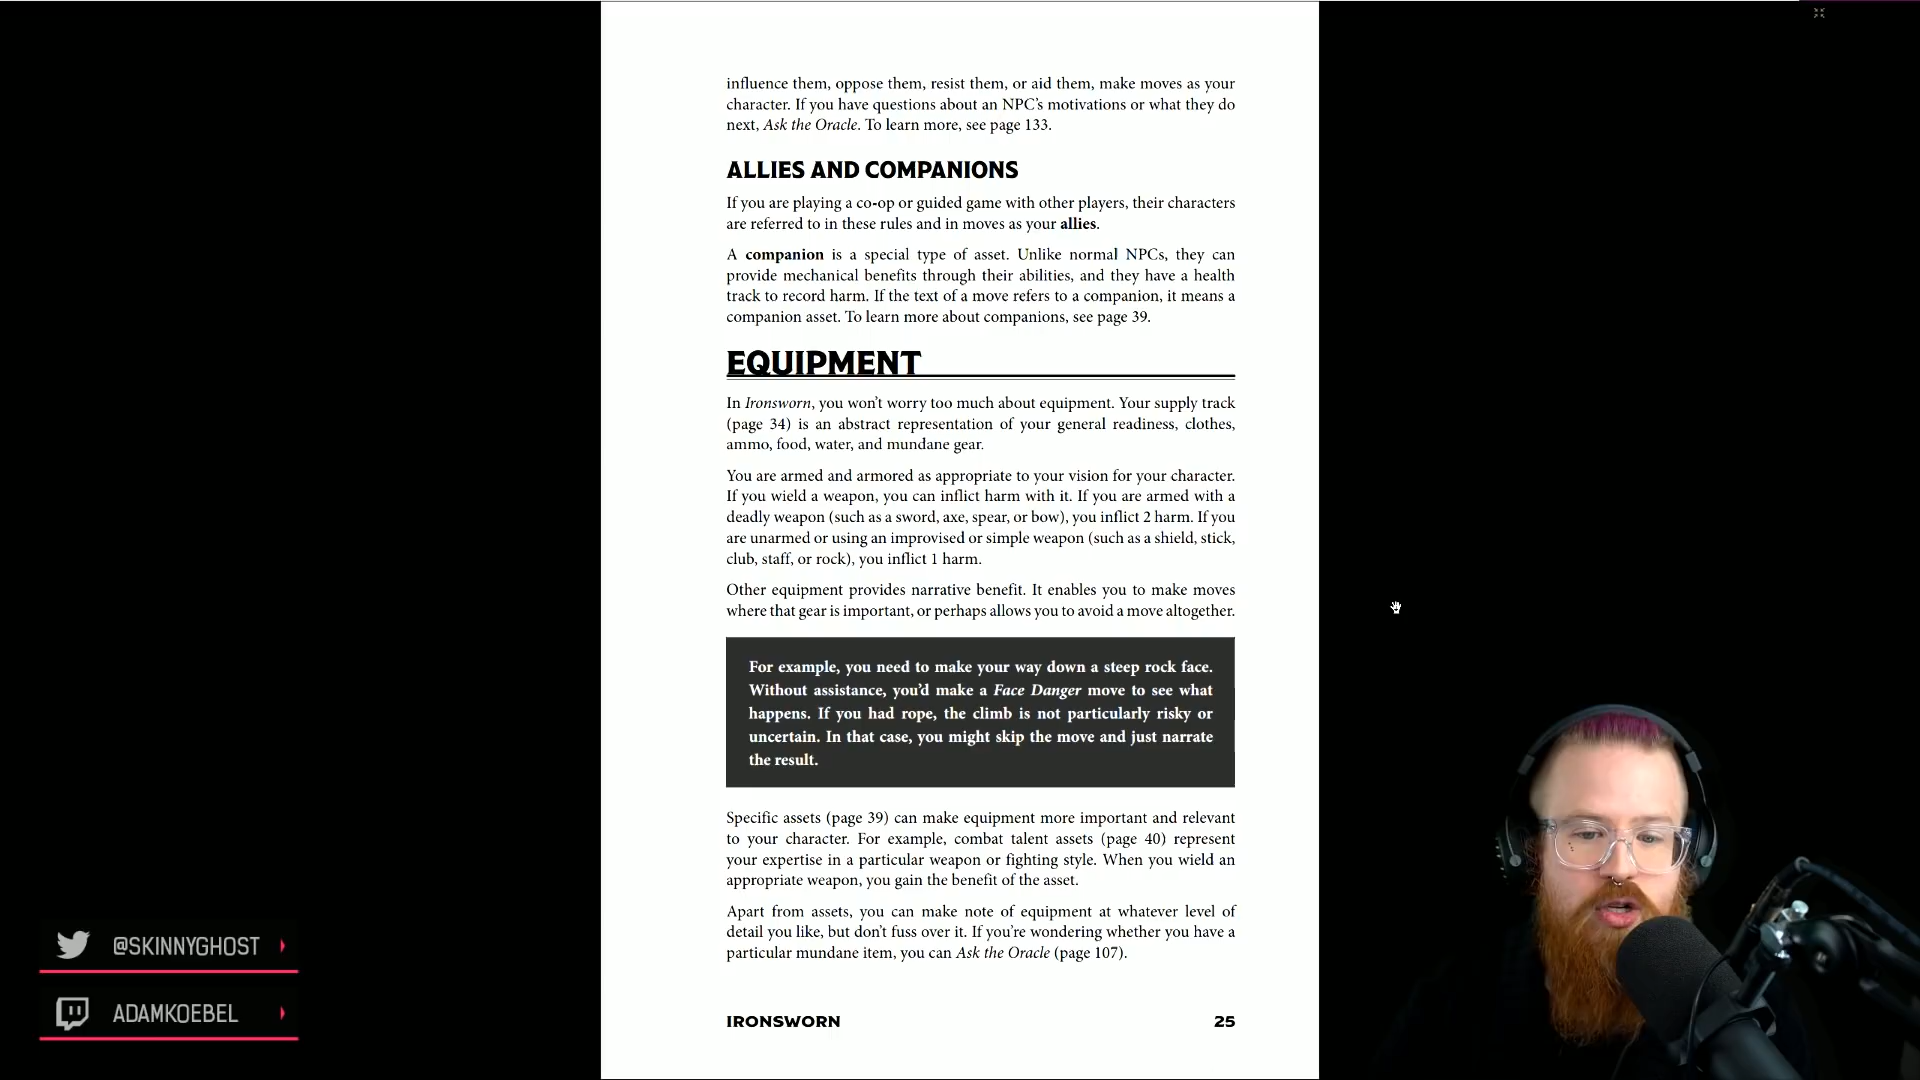 influence them, oppose them, resist them, or aid them, make moves as your
character. If you have questions about an NPC’s motivations or what they do
next, Ask the Oracle. To learn more, see page 133.
ALLIES AND COMPANIONS
If you are playing a co-op or guided game with other players, their characters
are referred to in these rules and in moves as your allies.
A companion is a special type of asset. Unlike normal NPCs, they can
provide mechanical benefits through their abilities, and they have a health
track to record harm. If the text of a move refers to a companion, it means a
companion asset. To learn more about companions, see page 39.
EQUIPMENT
In Ironsworn, you won’t worry too much about equipment. Your supply track
(page 34) is an abstract representation of your general readiness, clothes,
ammo, food, water, and mundane gear.
You are armed and armored as appropriate to your vision for your character.
If you wield a weapon, you can inflict harm with it. If you are armed with a
deadly weapon (such as a sword, axe, spear, or bow), you inflict 2 harm. If you
are unarmed or using an improvised or simple weapon (such as a shield, stick,
club, staff, or rock), you inflict 1 harm.
Other equipment provides narrative benefit. It enables you to make moves
where that gear is important, or perhaps allows you to avoid a move altogether.
For example, you need to make your way down a steep rock face.
Without assistance, you’d make a Face Danger move to see what
happens. If you had rope, the climb is not particularly risky or
uncertain. In that case, you might skip the move and just narrate
the result.
Specific assets (page 39) can make equipment more important and relevant
to your character. For example, combat talent assets (page 40) represent
your expertise in a particular weapon or fighting style. When you wield an
appropriate weapon, you gain the benefit of the asset.
Apart from assets, you can make note of equipment at whatever level of
detail you like, but don’t fuss over it. If you’re wondering whether you have a
particular mundane item, you can Ask the Oracle (page 107).
IRONSWORN 25
@SKINNYGHOST
ADAMKOEBEL